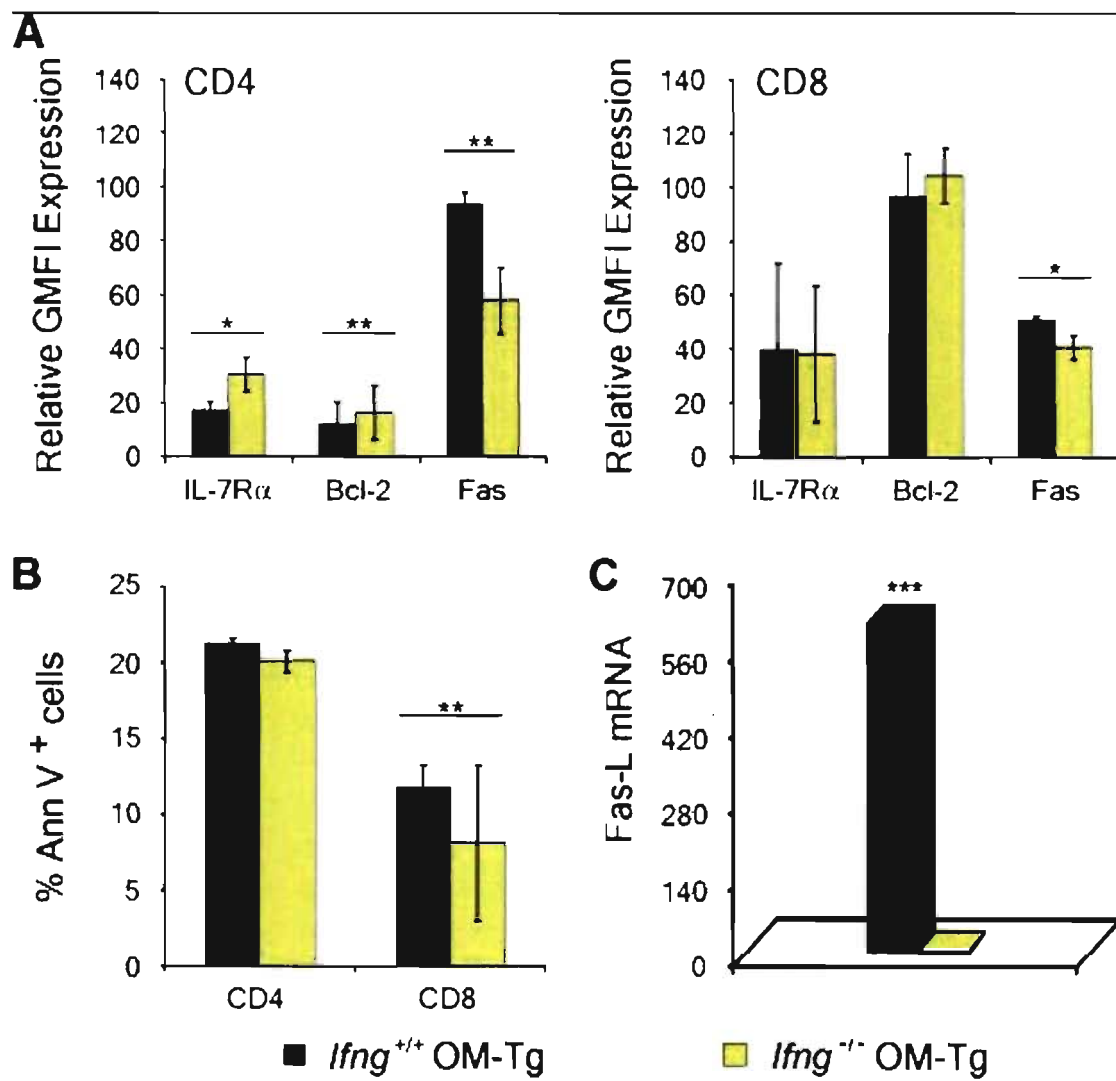 A
CD4
Relative GMFI Expression
140
120
100
80
60
40
20
0
*
**
**
IL-7Rα
Bcl-2
Fas
CD8
Relative GMFI Expression
140
120
100
80
60
40
20
0
*
IL-7Rα
Bcl-2
Fas
B
% Ann V + cells
25
20
15
10
5
0
**
CD4
CD8
C
Fas-L mRNA
700
560
420
280
140
0
***
Ifng +/+ OM-Tg
Ifng -/- OM-Tg